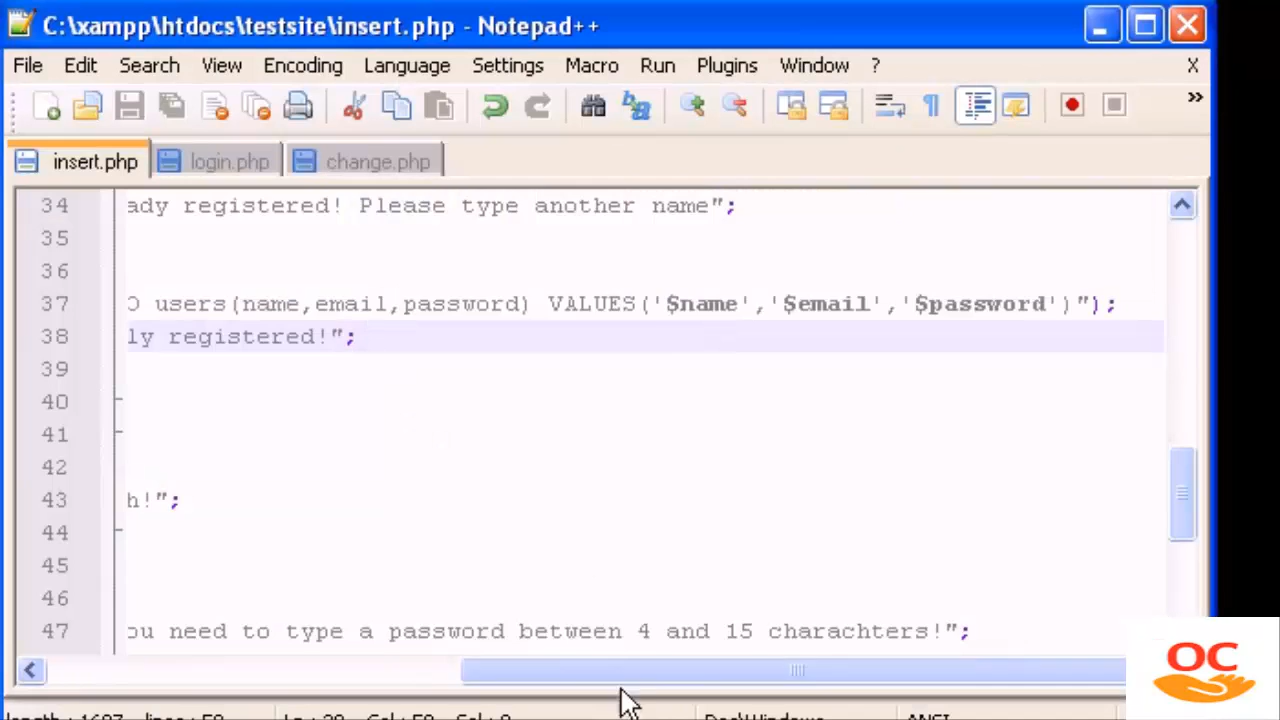 C:\xampp\htdocs\testsite\insert.php - Notepad++
File Edit Search View Encoding Language Settings Macro Run Plugins Window ? X
insert.php login.php change.php
34 ady registered! Please type another name";
35
36
37 O users(name,email,password) VALUES('$name','$email','$password')");
38 ly registered!";
39
40
41
42
43 h!";
44
45
46
47 ou need to type a password between 4 and 15 charachters!";
OC